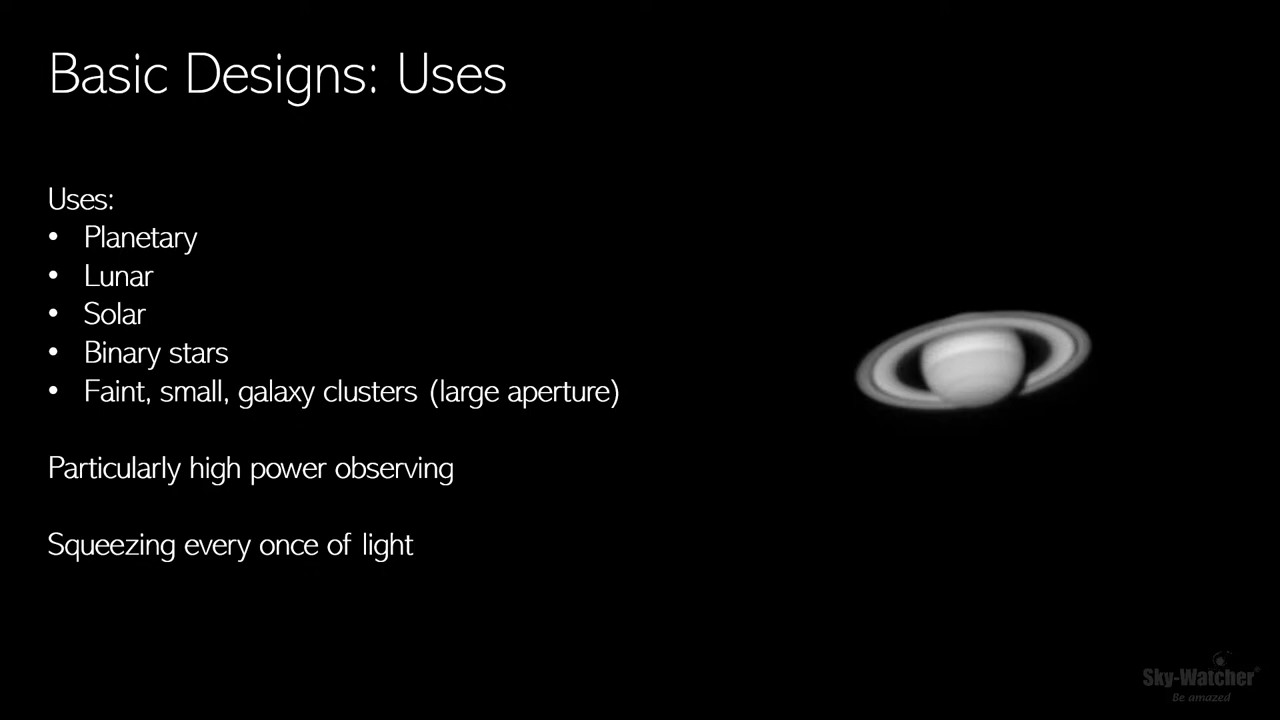 Basic Designs: Uses
Uses:
• Planetary
• Lunar
• Solar
• Binary stars
• Faint, small, galaxy clusters (large aperture)
Particularly high power observing
Squeezing every once of light
Sky-Watcher®
Be amazed